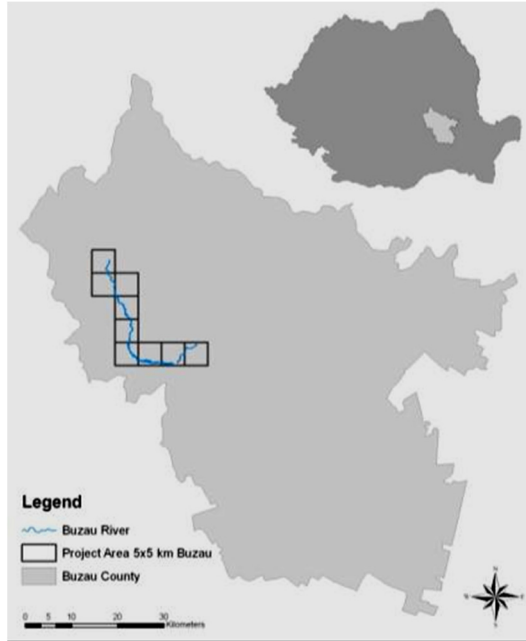 Legend
Buzau River
Project Area 5x5 km Buzau
Buzau County
0 5 10 20 30
Kilometers
N
W E
S